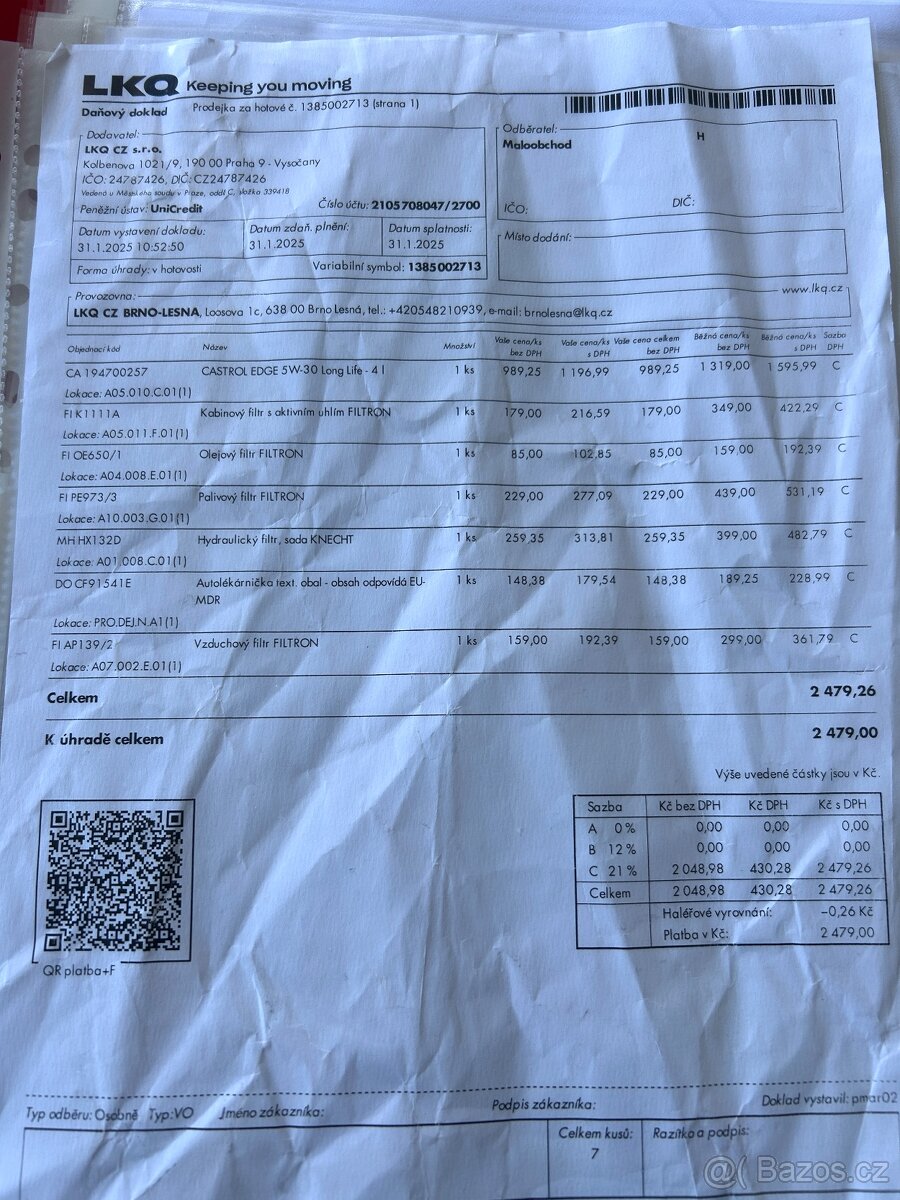 LKQ Keeping you moving
Daňový doklad Prodejka za hotové č. 1385002713 (strana 1)
Dodavatel:
LKQ CZ s.r.o.
Kolbenova 1021/9, 190 00 Praha 9 - Vysočany
IČO: 24787426, DIČ: CZ24787426
Vedená u Městského soudu v Praze, oddíl C, složka 339418
Peněžní ústav: UniCredit Číslo účtu: 2105708047/2700
Datum vystavení dokladu: Datum zdaň. plnění: Datum splatnosti:
31.1.2025 10:52:50 31.1.2025 31.1.2025
Forma úhrady: v hotovosti Variabilní symbol: 1385002713
Odběratel:
Maloobchod H
IČO: DIČ:
Místo dodání:
www.lkq.cz
Provozovna:
LKQ CZ BRNO-LESNA, Loosova 1c, 638 00 Brno Lesná, tel.: +420548210939, e-mail: brnolesna@lkq.cz
Objednací kód Název Množství Vaše cena/ks bez DPH Vaše cena/ks s DPH Vaše cena celkem bez DPH Běžná cena/ks bez DPH Běžná cena/ks s DPH Sazba DPH
CA 194700257 CASTROL EDGE 5W-30 Long Life - 4 l 1 ks 989,25 1 196,99 989,25 1 319,00 1 595,99 C
Lokace: A05.010.C.01(1)
FI K1111A Kabinový filtr s aktivním uhlím FILTRON 1 ks 179,00 216,59 179,00 349,00 422,29 C
Lokace: A05.011.F.01(1)
FI OE650/1 Olejový filtr FILTRON 1 ks 85,00 102,85 85,00 159,00 192,39 C
Lokace: A04.008.E.01(1)
FI PE973/3 Palivový filtr FILTRON 1 ks 229,00 277,09 229,00 439,00 531,19 C
Lokace: A10.003.G.01(1)
MH HX132D Hydraulický filtr, sada KNECHT 1 ks 259,35 313,81 259,35 399,00 482,79 C
Lokace: A01.008.C.01(1)
DO CF91541E Autolékárnička text. obal - obsah odpovídá EU- 1 ks 148,38 179,54 148,38 189,25 228,99 C
MDR
Lokace: PRO.DEJ.N.A1(1)
FI AP139/2 Vzduchový filtr FILTRON 1 ks 159,00 192,39 159,00 299,00 361,79 C
Lokace: A07.002.E.01(1)
Celkem 2 479,26
K úhradě celkem 2 479,00
Výše uvedené částky jsou v Kč.
Sazba Kč bez DPH Kč DPH Kč s DPH
A 0 % 0,00 0,00 0,00
B 12 % 0,00 0,00 0,00
C 21 % 2 048,98 430,28 2 479,26
Celkem 2 048,98 430,28 2 479,26
Haléřové vyrovnání: –0,26 Kč
Platba v Kč: 2 479,00
QR platba+F
Typ odběru: Osobně Typ:VO Jméno zákazníka: Podpis zákazníka: Doklad vystavil: pmar02
Celkem kusů: Razítko a podpis:
7
@( Bazos.cz